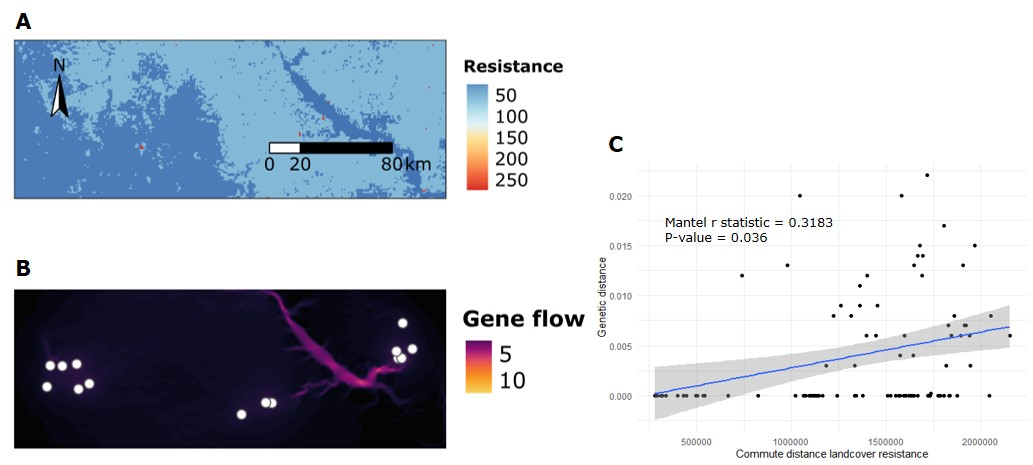 A
N
0 20 80 km
Resistance
50
100
150
200
250
B
Gene flow
5
10
C
Mantel r statistic = 0.3183
P-value = 0.036
Genetic distance
0.020
0.015
0.010
0.005
0.000
500000 1000000 1500000 2000000
Commute distance landcover resistance